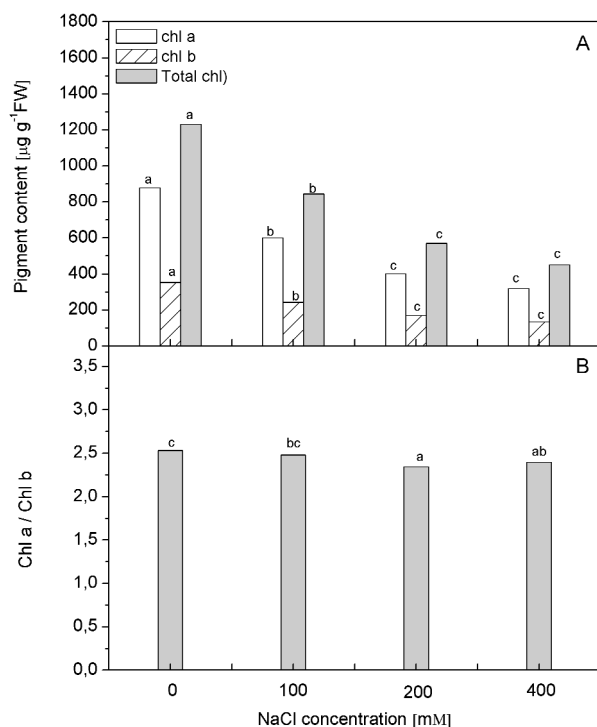 1800
1600
1400
1200
1000
800
600
400
200
0
Pigment content [µg g⁻¹FW]
chl a
chl b
Total chl)
A
a
a
a
b
b
b
c
c
c
c
c
c
3,5
3,0
2,5
2,0
1,5
1,0
0,5
0,0
Chl a / Chl b
B
c
bc
a
ab
0
100
200
400
NaCl concentration [mM]